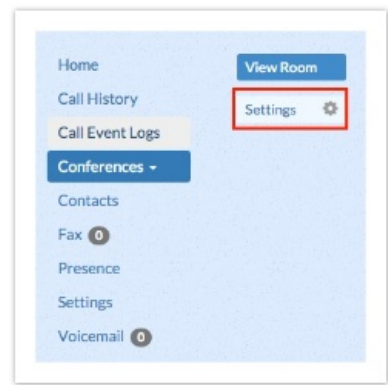 Home
Call History
Call Event Logs
Conferences
Contacts
Fax 0
Presence
Settings
Voicemail 0
View Room
Settings